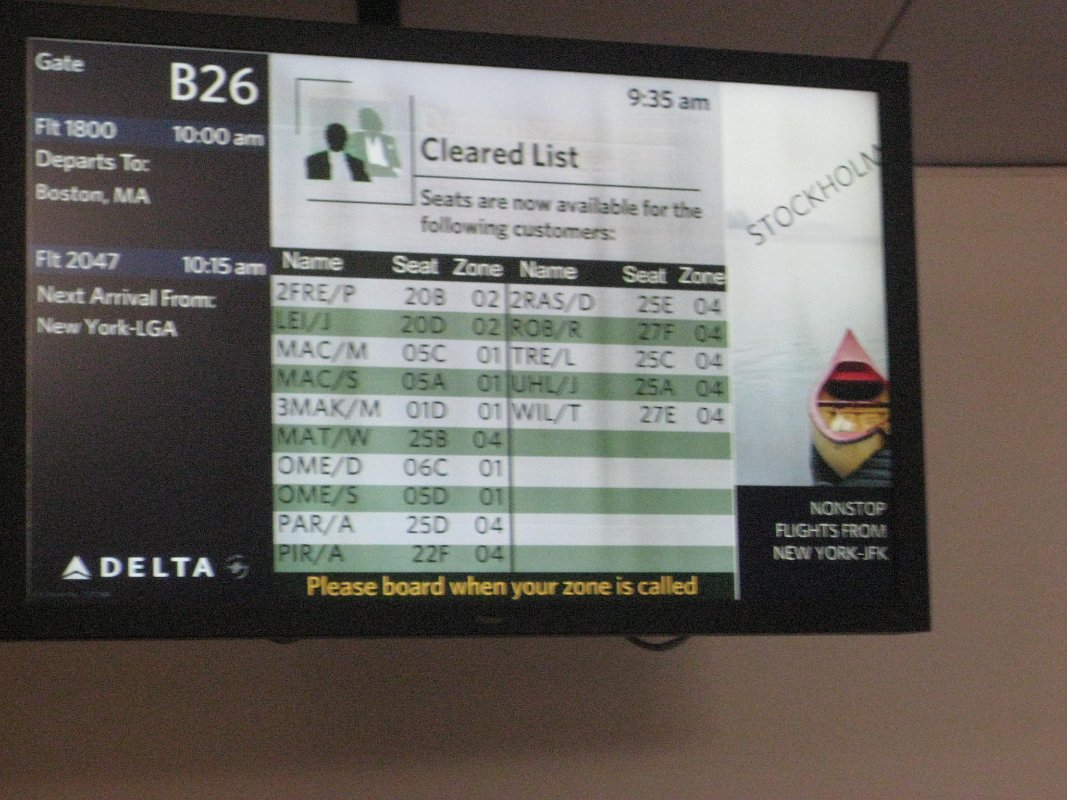 Gate
B26
Flt 1800 10:00 am
Departs To:
Boston, MA
Flt 2047 10:15 am
Next Arrival From:
New York-LGA
DELTA
9:35 am
Cleared List
Seats are now available for the
following customers:
Name Seat Zone Name Seat Zone
2FRE/P 20B 02 2RAS/D 25E 04
LEI/J 20D 02 ROB/R 27F 04
MAC/M 05C 01 TRE/L 25C 04
MAC/S 05A 01 UHL/J 25A 04
3MAK/M 01D 01 WIL/T 27E 04
MAT/W 25B 04
OME/D 06C 01
OME/S 05D 01
PAR/A 25D 04
PIR/A 22F 04
Please board when your zone is called
STOCKHOLM
NONSTOP
FLIGHTS FROM
NEW YORK-JFK